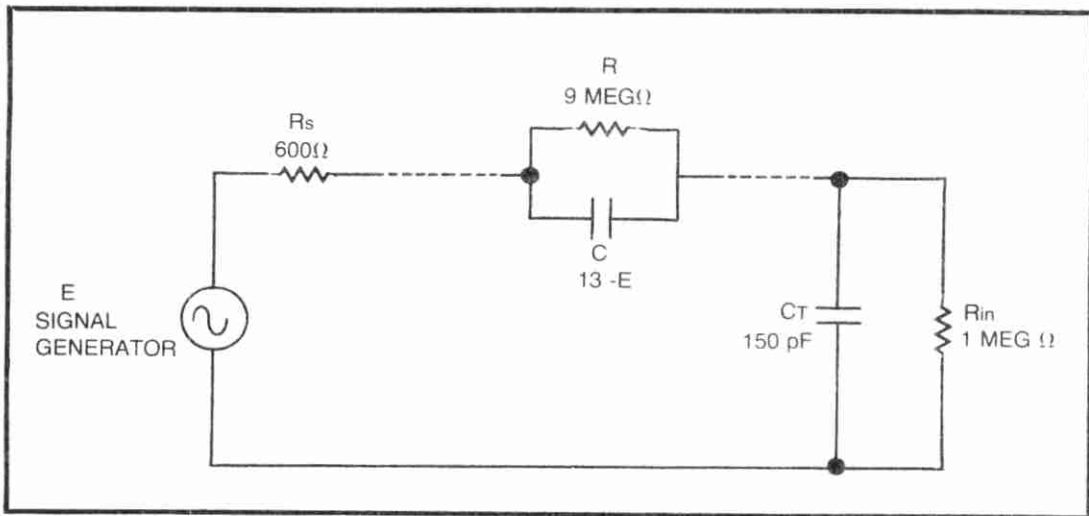 R
9 MEGΩ
Rs
600Ω
C
13 -E
E
SIGNAL
GENERATOR
CT
150 pF
Rin
1 MEG Ω